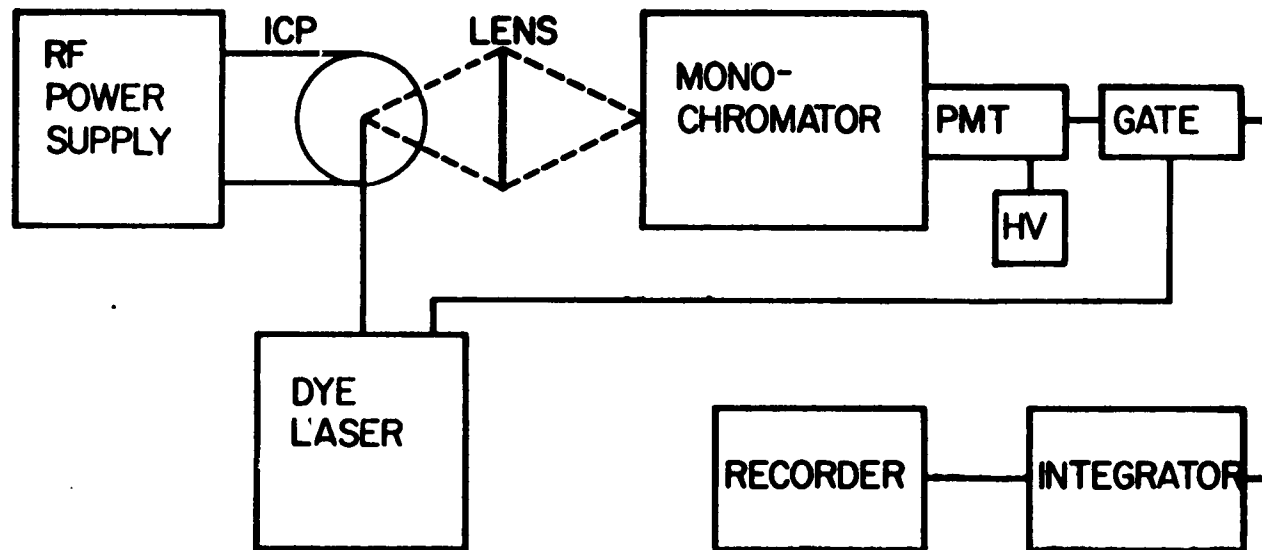 RF
POWER
SUPPLY
ICP
LENS
MONO-
CHROMATOR
PMT
GATE
HV
DYE
LASER
RECORDER
INTEGRATOR